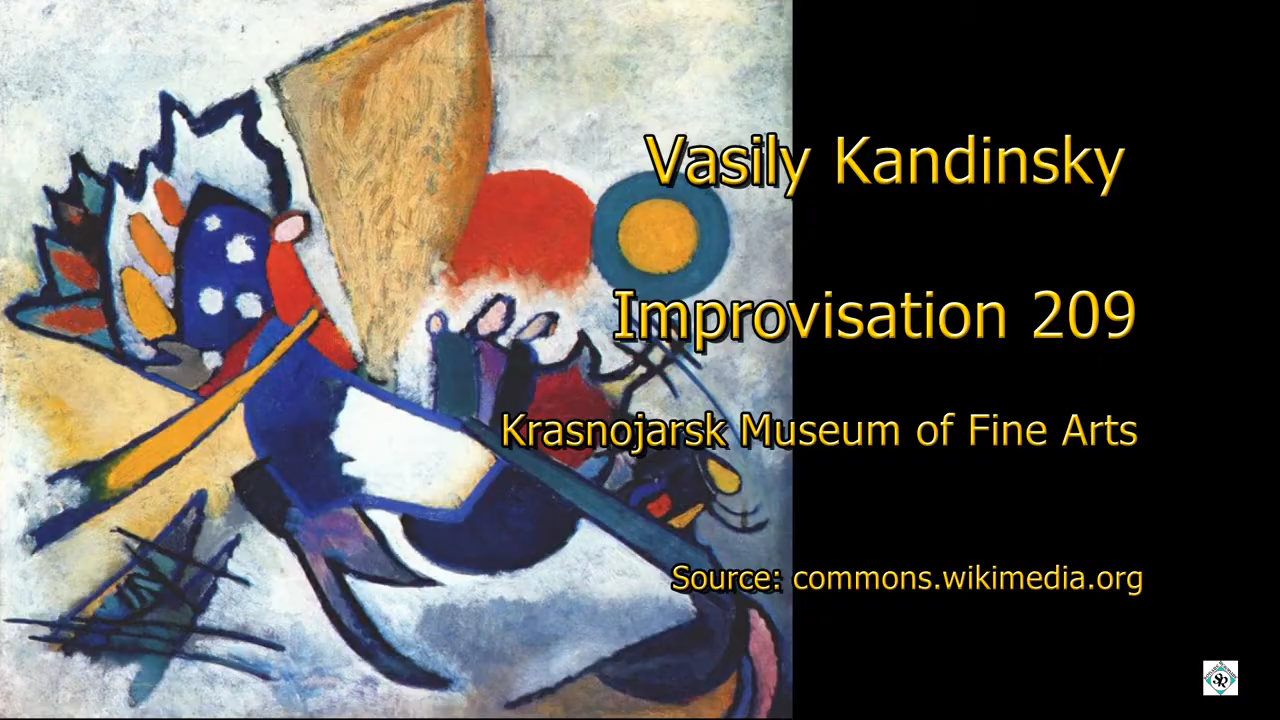 Vasily Kandinsky
Improvisation 209
Krasnojarsk Museum of Fine Arts
Source: commons.wikimedia.org